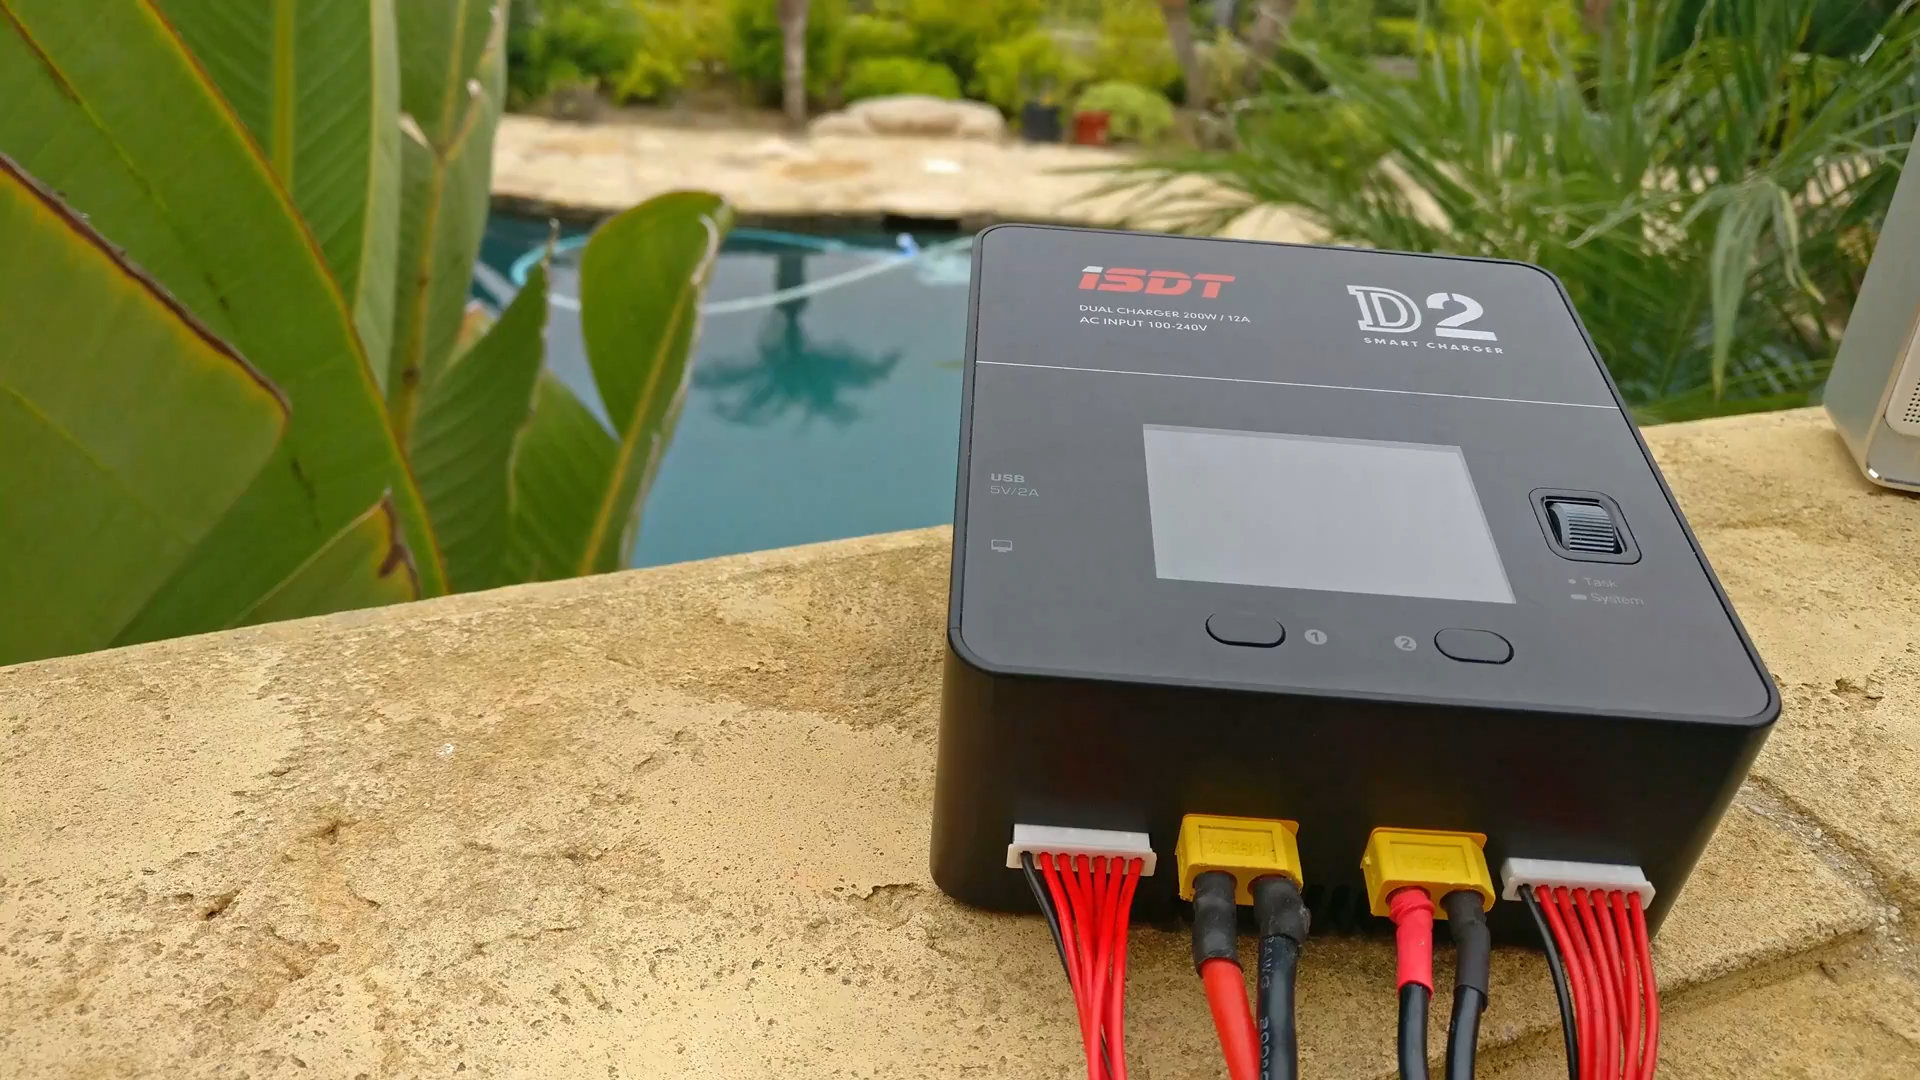 iSDT
DUAL CHARGER 200W / 12A
AC INPUT 100-240V
D2
SMART CHARGER
USB
5V/2A
Task
System
1
2